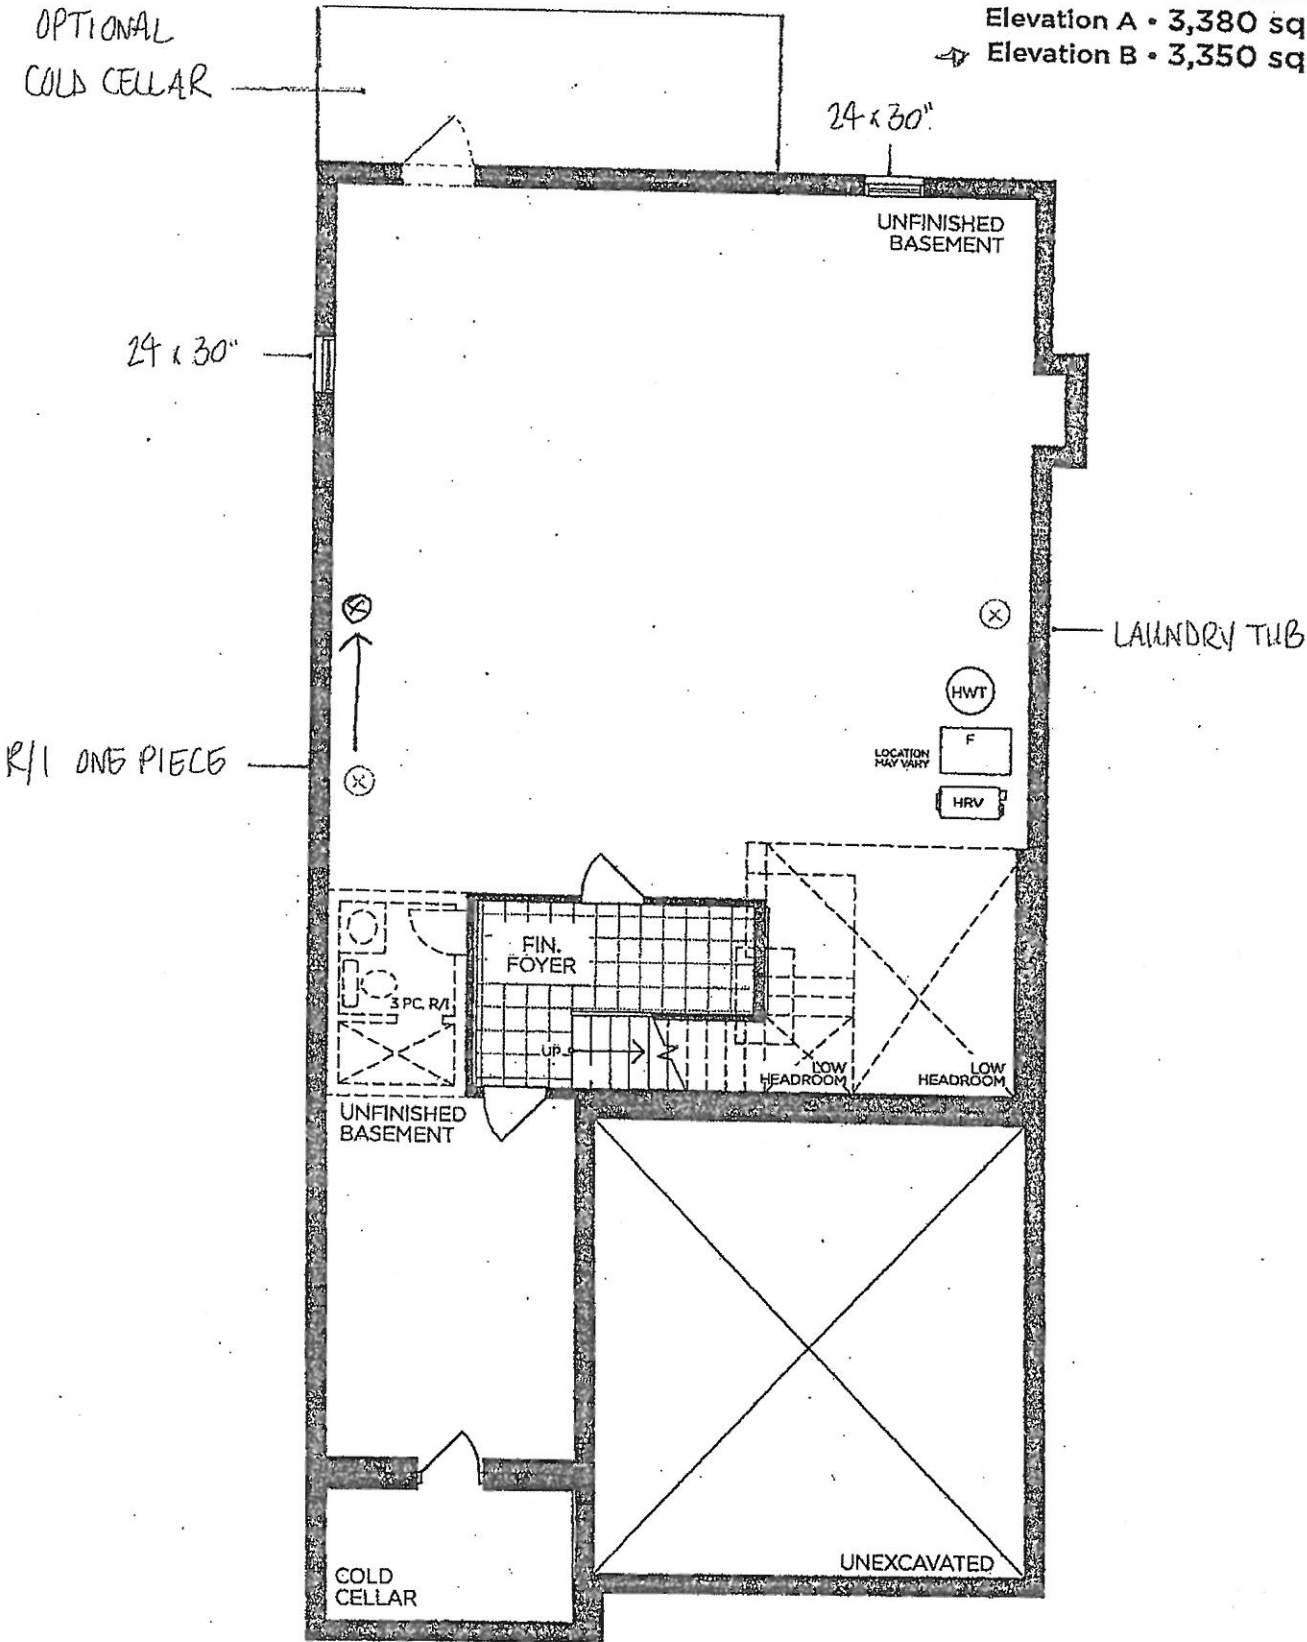 OPTIONAL
COLD CELLAR
Elevation A • 3,380 sq
Elevation B • 3,350 sq
24 x 30"
UNFINISHED
BASEMENT
24 x 30"
LAUNDRY TUB
HWT
F
LOCATION
MAY VARY
HRV
R/I ONE PIECE
FIN.
FOYER
3 PC, R/I
UP
LOW
HEADROOM
LOW
HEADROOM
UNFINISHED
BASEMENT
COLD
CELLAR
UNEXCAVATED